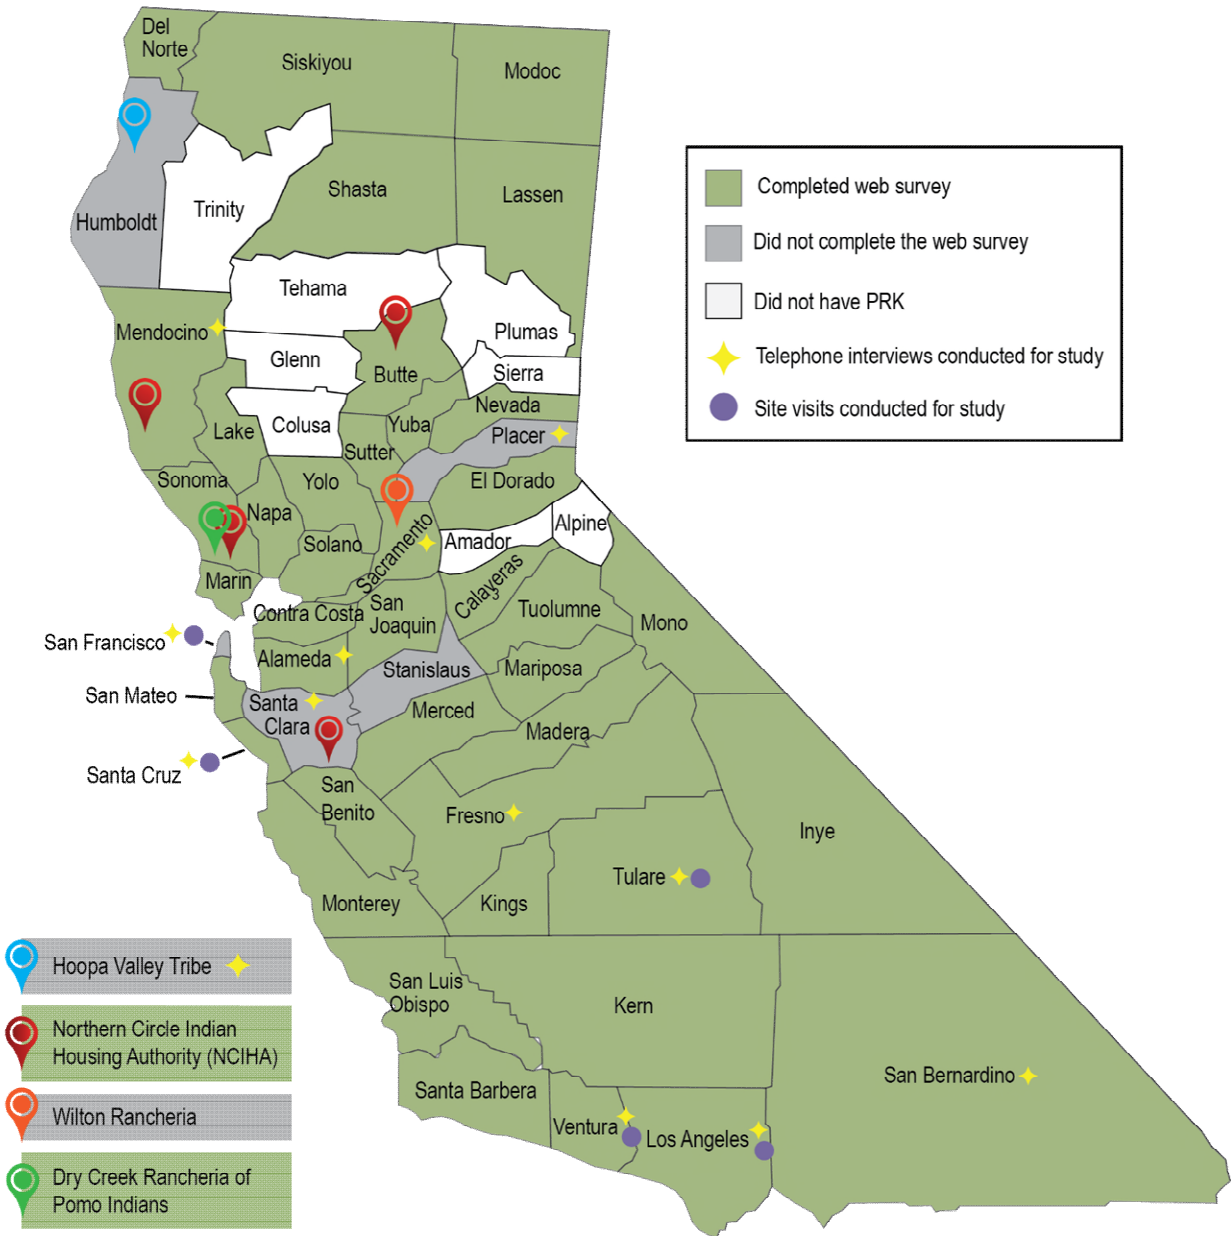 Del
Norte
Siskiyou
Modoc
Humboldt
Trinity
Shasta
Lassen
Completed web survey
Did not complete the web survey
Did not have PRK
Telephone interviews conducted for study
Site visits conducted for study
Tehama
Plumas
Mendocino
Glenn
Butte
Sierra
Colusa
Lake
Yuba
Nevada
Sutter
Placer
Sonoma
Yolo
El Dorado
Napa
Solano
Sacramento
Amador
Alpine
Marin
Contra Costa
San
Joaquin
Calayeras
Tuolumne
Mono
San Francisco
Alameda
Stanislaus
Mariposa
San Mateo
Santa
Clara
Merced
Madera
Santa Cruz
San
Benito
Fresno
Inye
Tulare
Monterey
Kings
San Luis
Obispo
Kern
Santa Barbera
Ventura
Los Angeles
San Bernardino
Hoopa Valley Tribe
Northern Circle Indian
Housing Authority (NCIHA)
Wilton Rancheria
Dry Creek Rancheria of
Pomo Indians